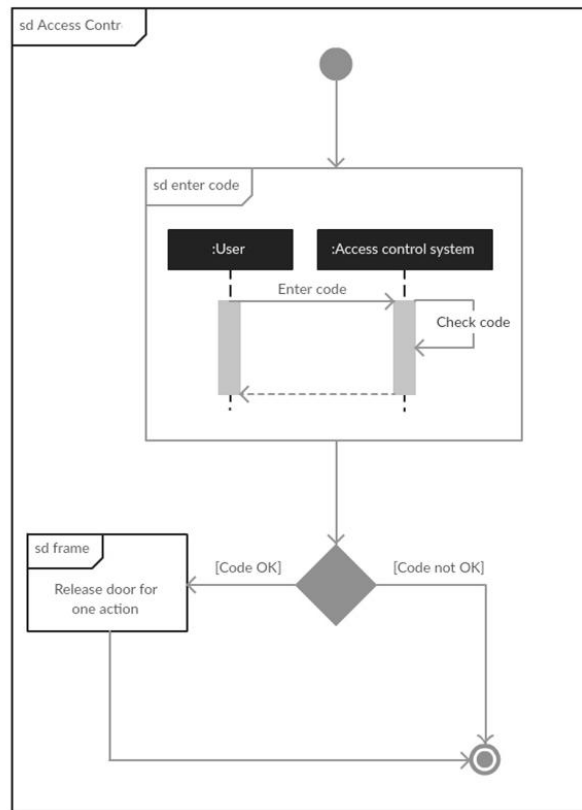 sd Access Contr
sd enter code
:User
:Access control system
Enter code
Check code
sd frame
[Code OK]
[Code not OK]
Release door for
one action